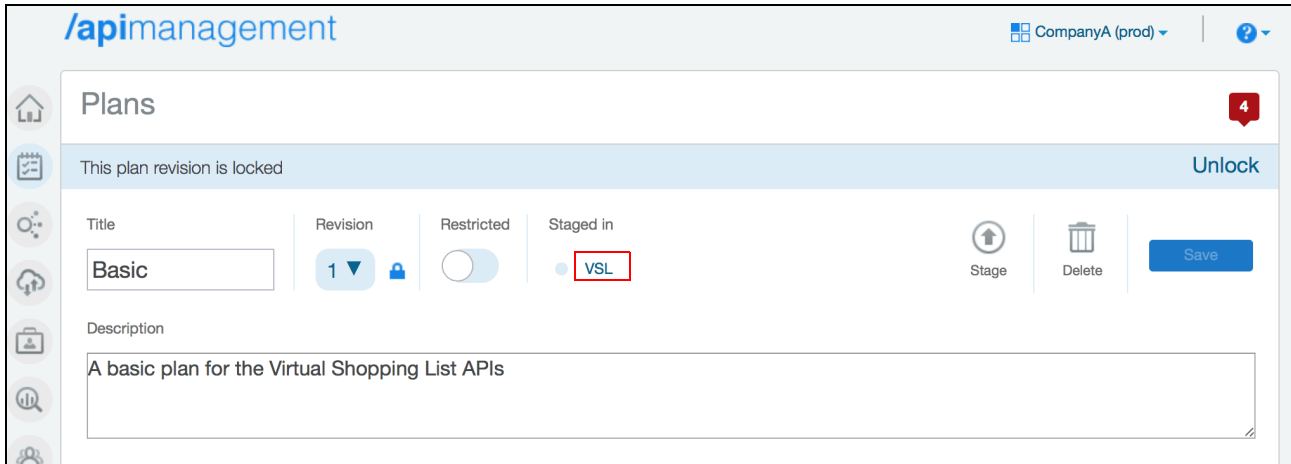 /apimanagement
CompanyA (prod)
?
Plans
4
This plan revision is locked
Unlock
Title
Revision
Restricted
Staged in
Basic
1
VSL
Stage
Delete
Save
Description
A basic plan for the Virtual Shopping List APIs